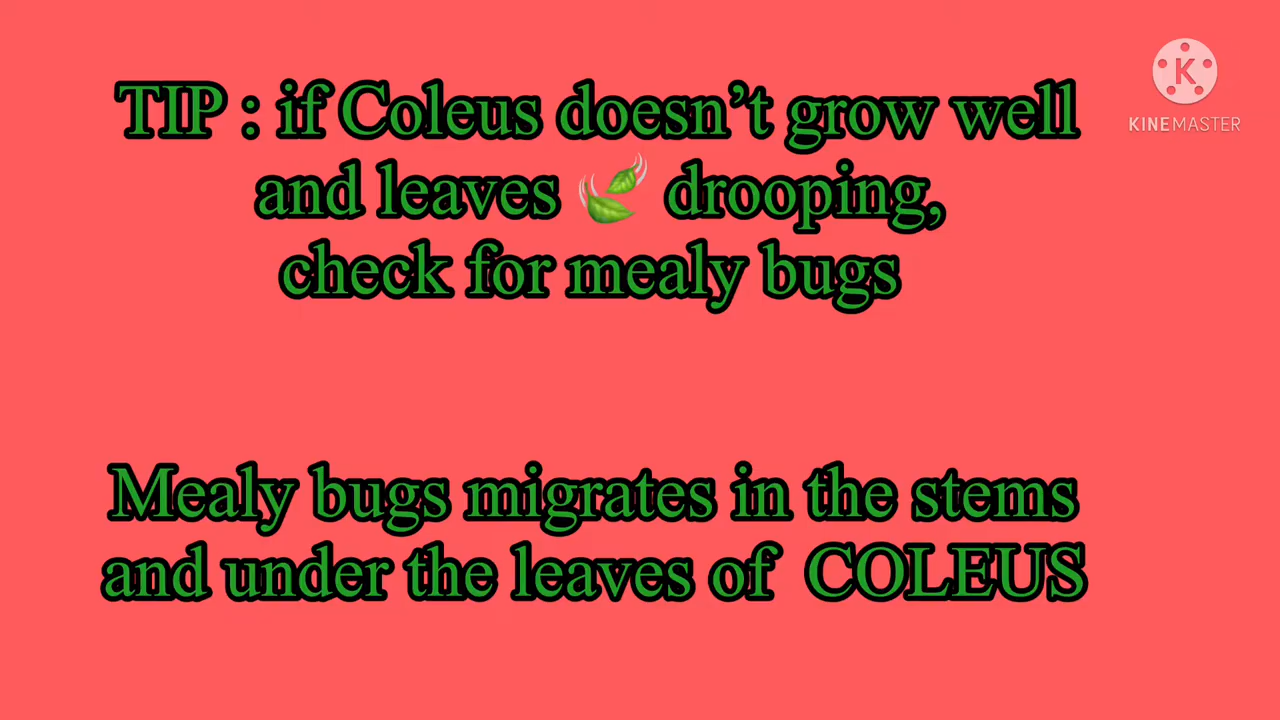 TIP : if Coleus doesn’t grow well
and leaves 🍃 drooping,
check for mealy bugs
Mealy bugs migrates in the stems
and under the leaves of COLEUS
K
KINEMASTER